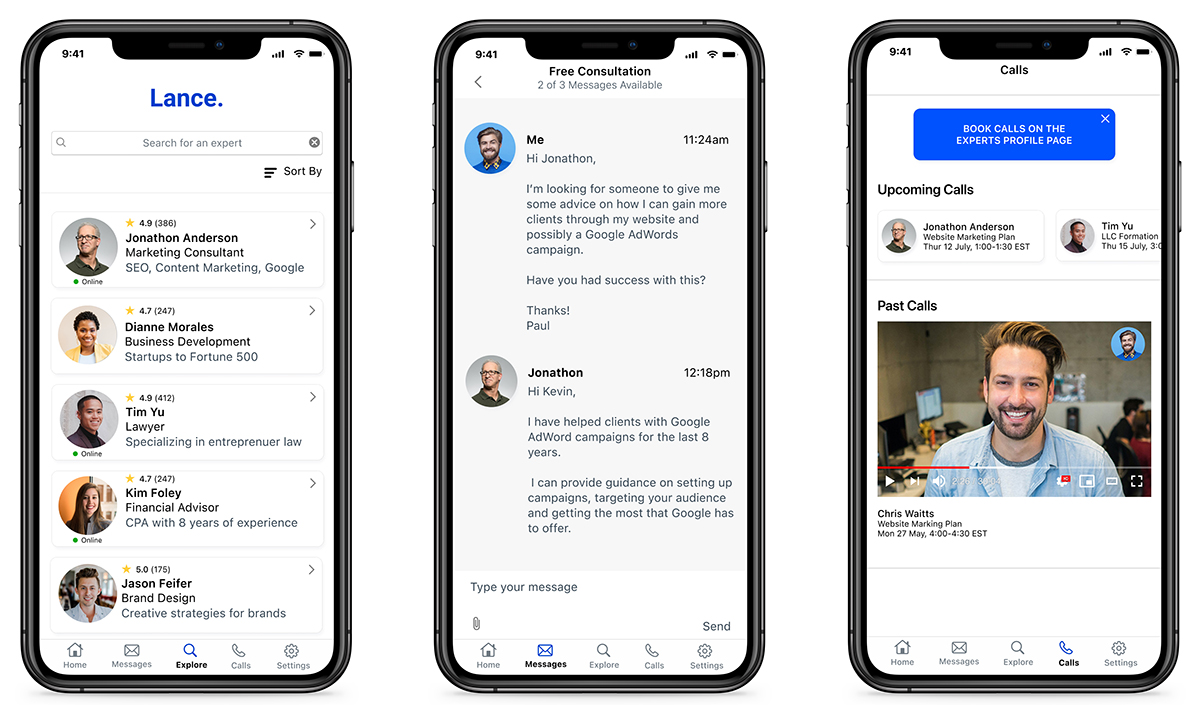 9:41
Lance.
Search for an expert
Sort By
4.9 (386)
Jonathon Anderson
Marketing Consultant
SEO, Content Marketing, Google
Online
4.7 (247)
Dianne Morales
Business Development
Startups to Fortune 500
4.9 (412)
Tim Yu
Lawyer
Specializing in entreprenuer law
Online
4.7 (247)
Kim Foley
Financial Advisor
CPA with 8 years of experience
Online
5.0 (175)
Jason Feifer
Brand Design
Creative strategies for brands
Home Messages Explore Calls Settings
9:41
Free Consultation
2 of 3 Messages Available
Me 11:24am
Hi Jonathon,
I'm looking for someone to give me
some advice on how I can gain more
clients through my website and
possibly a Google AdWords
campaign.
Have you had success with this?
Thanks!
Paul
Jonathon 12:18pm
Hi Kevin,
I have helped clients with Google
AdWord campaigns for the last 8
years.
I can provide guidance on setting up
campaigns, targeting your audience
and getting the most that Google has
to offer.
Type your message
Send
Home Messages Explore Calls Settings
9:41
Calls
BOOK CALLS ON THE
EXPERTS PROFILE PAGE
Upcoming Calls
Jonathon Anderson
Website Marketing Plan
Thur 12 July, 1:00-1:30 EST
Tim Yu
LLC Formation
Thu 15 July, 3:0
Past Calls
HD
Chris Waitts
Website Marking Plan
Mon 27 May, 4:00-4:30 EST
Home Messages Explore Calls Settings